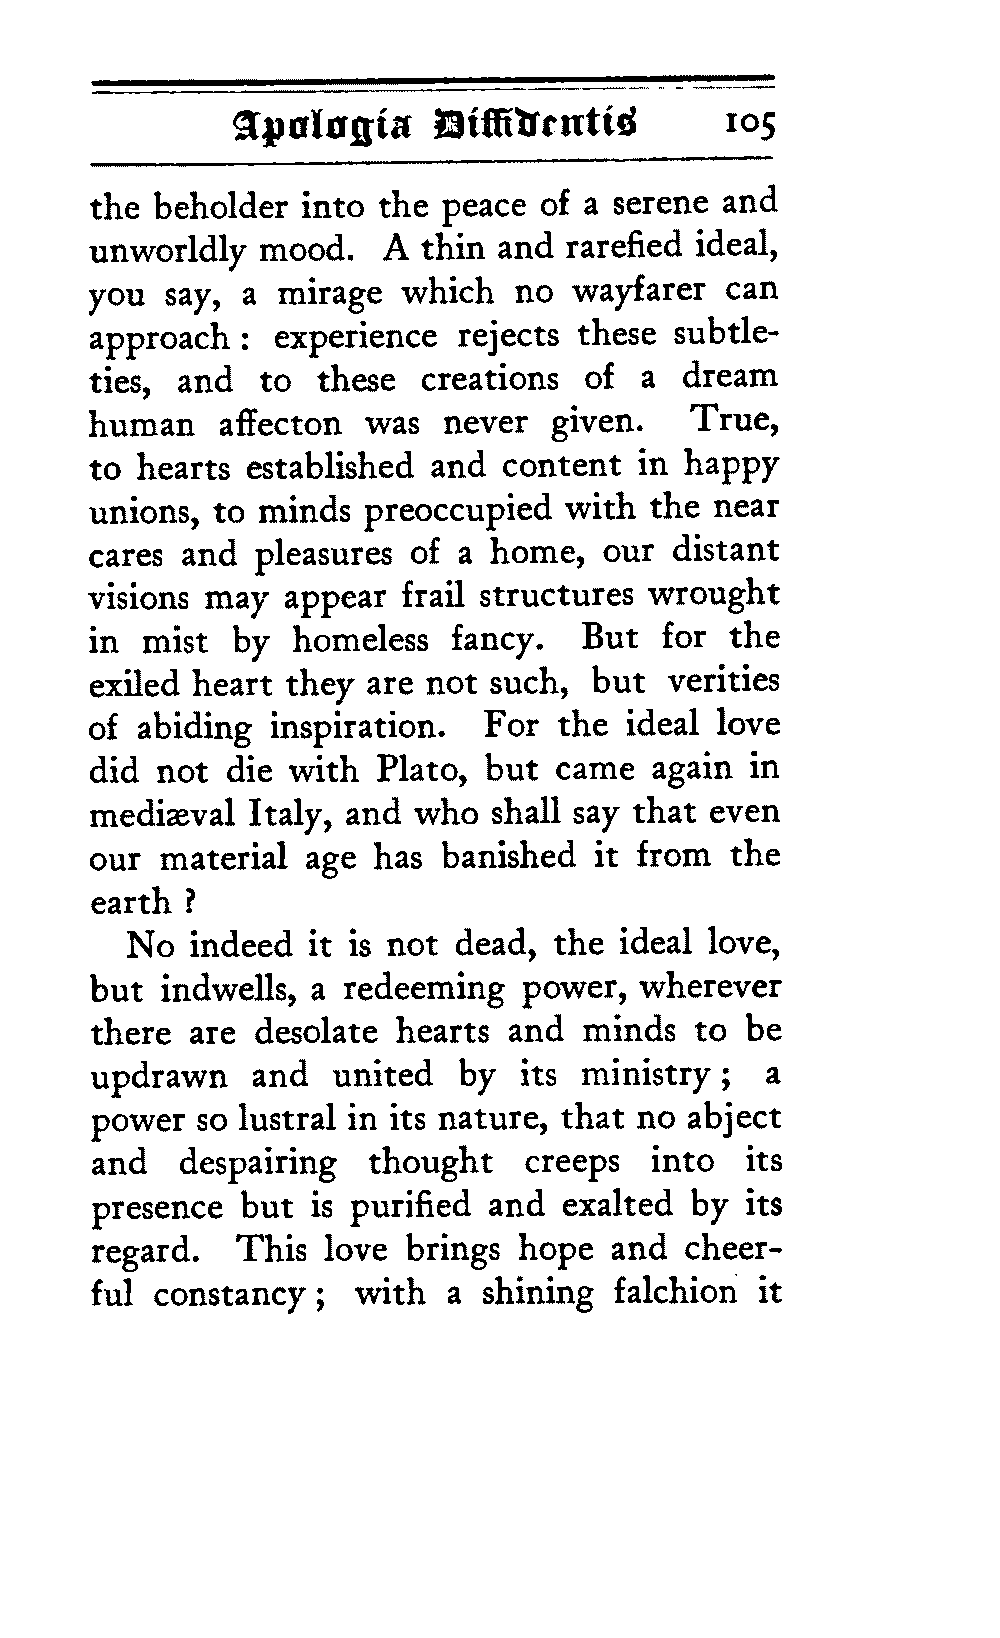 Apologia Diffidentis 105
the beholder into the peace of a serene and
unworldly mood. A thin and rarefied ideal,
you say, a mirage which no wayfarer can
approach : experience rejects these subtle-
ties, and to these creations of a dream
human affecton was never given. True,
to hearts established and content in happy
unions, to minds preoccupied with the near
cares and pleasures of a home, our distant
visions may appear frail structures wrought
in mist by homeless fancy. But for the
exiled heart they are not such, but verities
of abiding inspiration. For the ideal love
did not die with Plato, but came again in
mediæval Italy, and who shall say that even
our material age has banished it from the
earth ?
No indeed it is not dead, the ideal love,
but indwells, a redeeming power, wherever
there are desolate hearts and minds to be
updrawn and united by its ministry ; a
power so lustral in its nature, that no abject
and despairing thought creeps into its
presence but is purified and exalted by its
regard. This love brings hope and cheer-
ful constancy ; with a shining falchion it